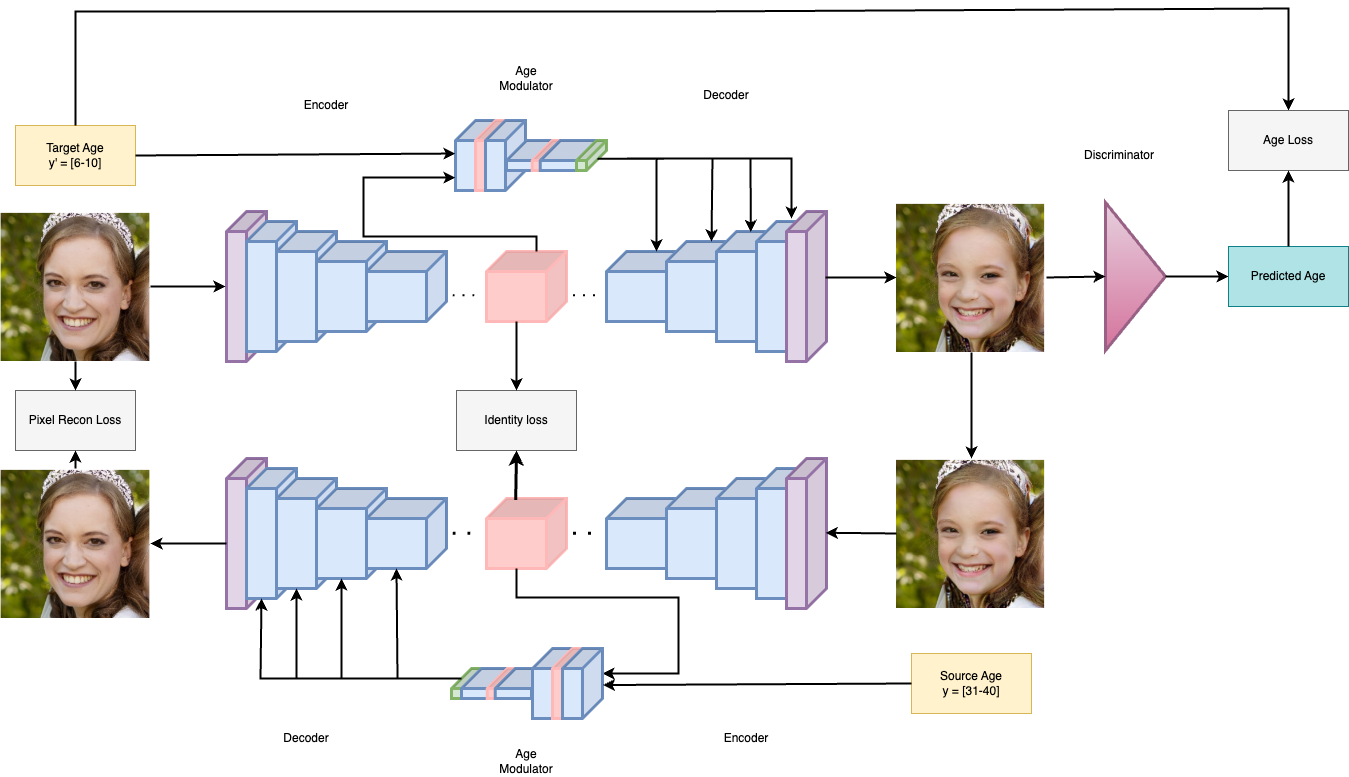 Age
Modulator
Encoder
Decoder
Target Age
y' = [6-10]
Age Loss
Discriminator
Predicted Age
. . .
. . .
Pixel Recon Loss
Identity loss
. .
. .
Source Age
y = [31-40]
Decoder
Encoder
Age
Modulator